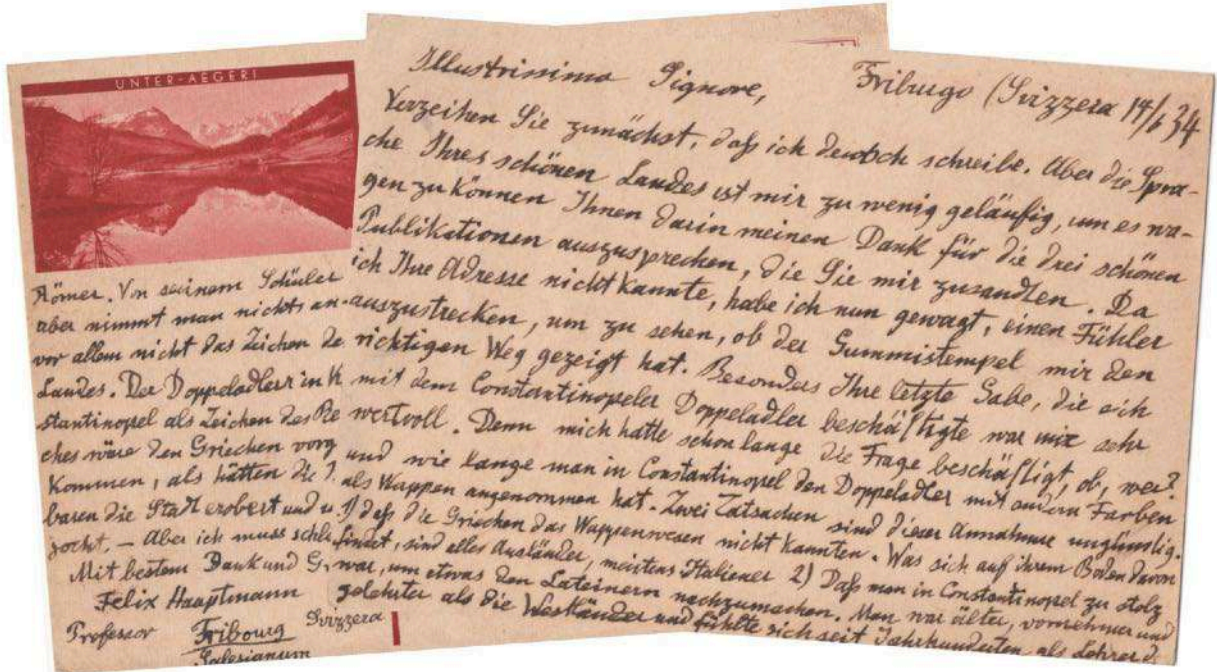 Illustrissimo Signore, Friburgo (Svizzera 14/6 34
Verzeihen Sie zunächst, daß ich deutsch schreibe. Aber die Spra-
che Ihres schönen Landes ist mir zu wenig geläufig, um es wa-
gen zu können Ihnen darin meinen Dank für die drei schönen
Publikationen auszusprechen, die Sie mir zusandten. Da
ich Ihre Adresse nicht kannte, habe ich nun gewagt, einen Fühler
auszustrecken, um zu sehen, ob der Gummistempel mir den
richtigen Weg gezeigt hat. Besonders Ihre letzte Gabe, die sich
mit dem Constantinopeler Doppeladler beschäftigte war mir sehr
wertvoll. Denn mich hatte schon lange die Frage beschäftigt, ob, wer?
und wie lange man in Constantinopel den Doppeladler mit andern Farben
als Wappen angenommen hat. Zwei Tatsachen sind dieser Annahme ungünstig.
1) daß die Griechen das Wappenwesen nicht kannten. Was sich auf ihrem Boden davon
findet, sind alles Ausländer, meistens Italiener 2) Daß man in Constantinopel zu stolz
war, um etwas den Lateinern nachzumachen. Man war älter, vornehmer und
gelehrter als die Westländer und fühlte sich seit Jahrhunderten als Lehrer d.
UNTER-AEGERI
Römer. Von seinem Schüler
aber nimmt man nichts an
vor allem nicht das Zeichen de
Landes. Der Doppeladler in K
stantinopel als Zeichen des Re
ches wäre den Griechen vorg
kommen, als hätten die
baren die Stadt erobert und u.
jocht. – Aber ich muss schli
Mit bestem Dank und G.
Felix Hauptmann
Professor Fribourg Svizzera
Salesianum